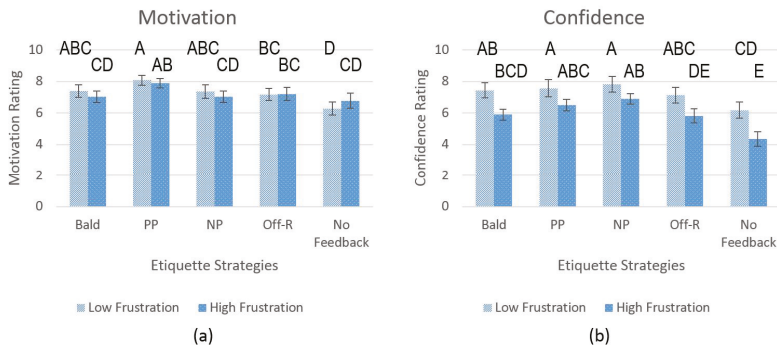 Motivation
ABC A ABC BC D
AB
CD CD BC CD
10
8
6
4
2
0
Motivation Rating
Bald PP NP Off-R No
Feedback
Etiquette Strategies
Low Frustration High Frustration
(a)
Confidence
AB A A ABC CD
BCD ABC AB DE E
10
8
6
4
2
0
Confidence Rating
Bald PP NP Off-R No
Feedback
Etiquette Strategies
Low Frustration High Frustration
(b)